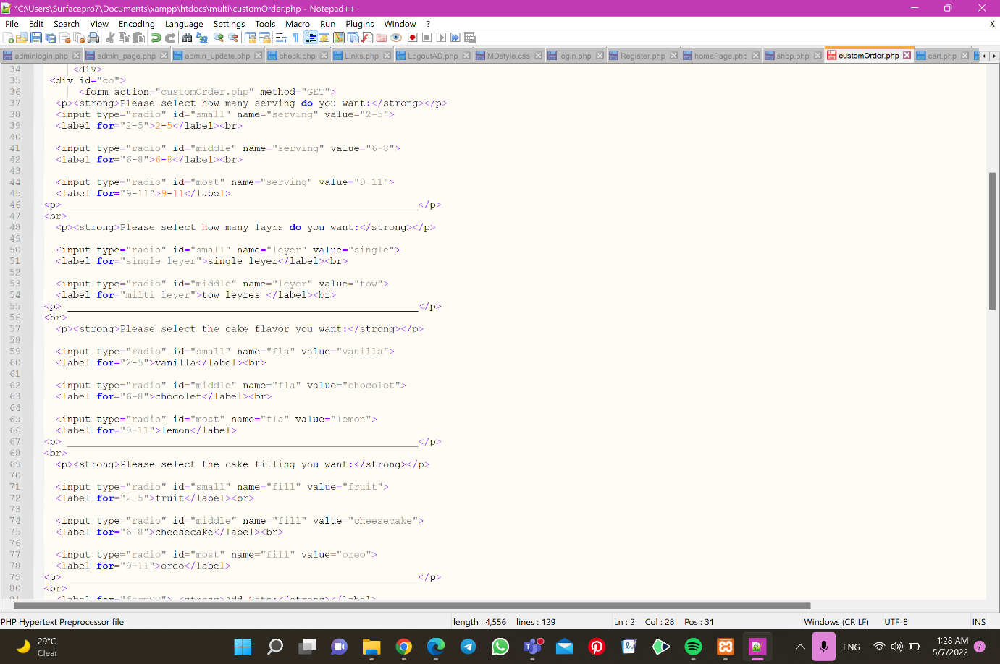 *C:\Users\Surfacepro7\Documents\xampp\htdocs\multi\customOrder.php - Notepad++
File Edit Search View Encoding Language Settings Tools Macro Run Plugins Window ? X
adminlogin.php admin_page.php admin_update.php check.php Links.php LogoutAD.php MDstyle.css login.php Register.php homePage.php shop.php customOrder.php cart.php
34 <div>
35 <div id="co">
36 <form action="customOrder.php" method="GET">
37 <p><strong>Please select how many serving do you want:</strong></p>
38 <input type="radio" id="small" name="serving" value="2-5">
39 <label for="2-5">2-5</label><br>
40
41 <input type="radio" id="middle" name="serving" value="6-8">
42 <label for="6-8">6-8</label><br>
43
44 <input type="radio" id="most" name="serving" value="9-11">
45 <label for="9-11">9-11</label>
46 <p> ____________________________________________________________</p>
47 <br>
48 <p><strong>Please select how many layrs do you want:</strong></p>
49
50 <input type="radio" id="small" name="leyer" value="single">
51 <label for="single leyer">single leyer</label><br>
52
53 <input type="radio" id="middle" name="leyer" value="tow">
54 <label for="milti leyer">tow leyres </label><br>
55 <p> ____________________________________________________________</p>
56 <br>
57 <p><strong>Please select the cake flavor you want:</strong></p>
58
59 <input type="radio" id="small" name="fla" value="vanilla">
60 <label for="2-5">vanilla</label><br>
61
62 <input type="radio" id="middle" name="fla" value="chocolet">
63 <label for="6-8">chocolet</label><br>
64
65 <input type="radio" id="most" name="fla" value="lemon">
66 <label for="9-11">lemon</label>
67 <p> ____________________________________________________________</p>
68 <br>
69 <p><strong>Please select the cake filling you want:</strong></p>
70
71 <input type="radio" id="small" name="fill" value="fruit">
72 <label for="2-5">fruit</label><br>
73
74 <input type="radio" id="middle" name="fill" value="cheesecake">
75 <label for="6-8">cheesecake</label><br>
76
77 <input type="radio" id="most" name="fill" value="oreo">
78 <label for="9-11">oreo</label>
79 <p> ____________________________________________________________</p>
80 <br>
81 <label for="formCO"> <strong>Add Note:</strong></label>
PHP Hypertext Preprocessor file length : 4,556 lines : 129 Ln : 2 Col : 28 Pos : 31 Windows (CR LF) UTF-8 INS
29°C
Clear
ENG
1:28 AM
5/7/2022
7